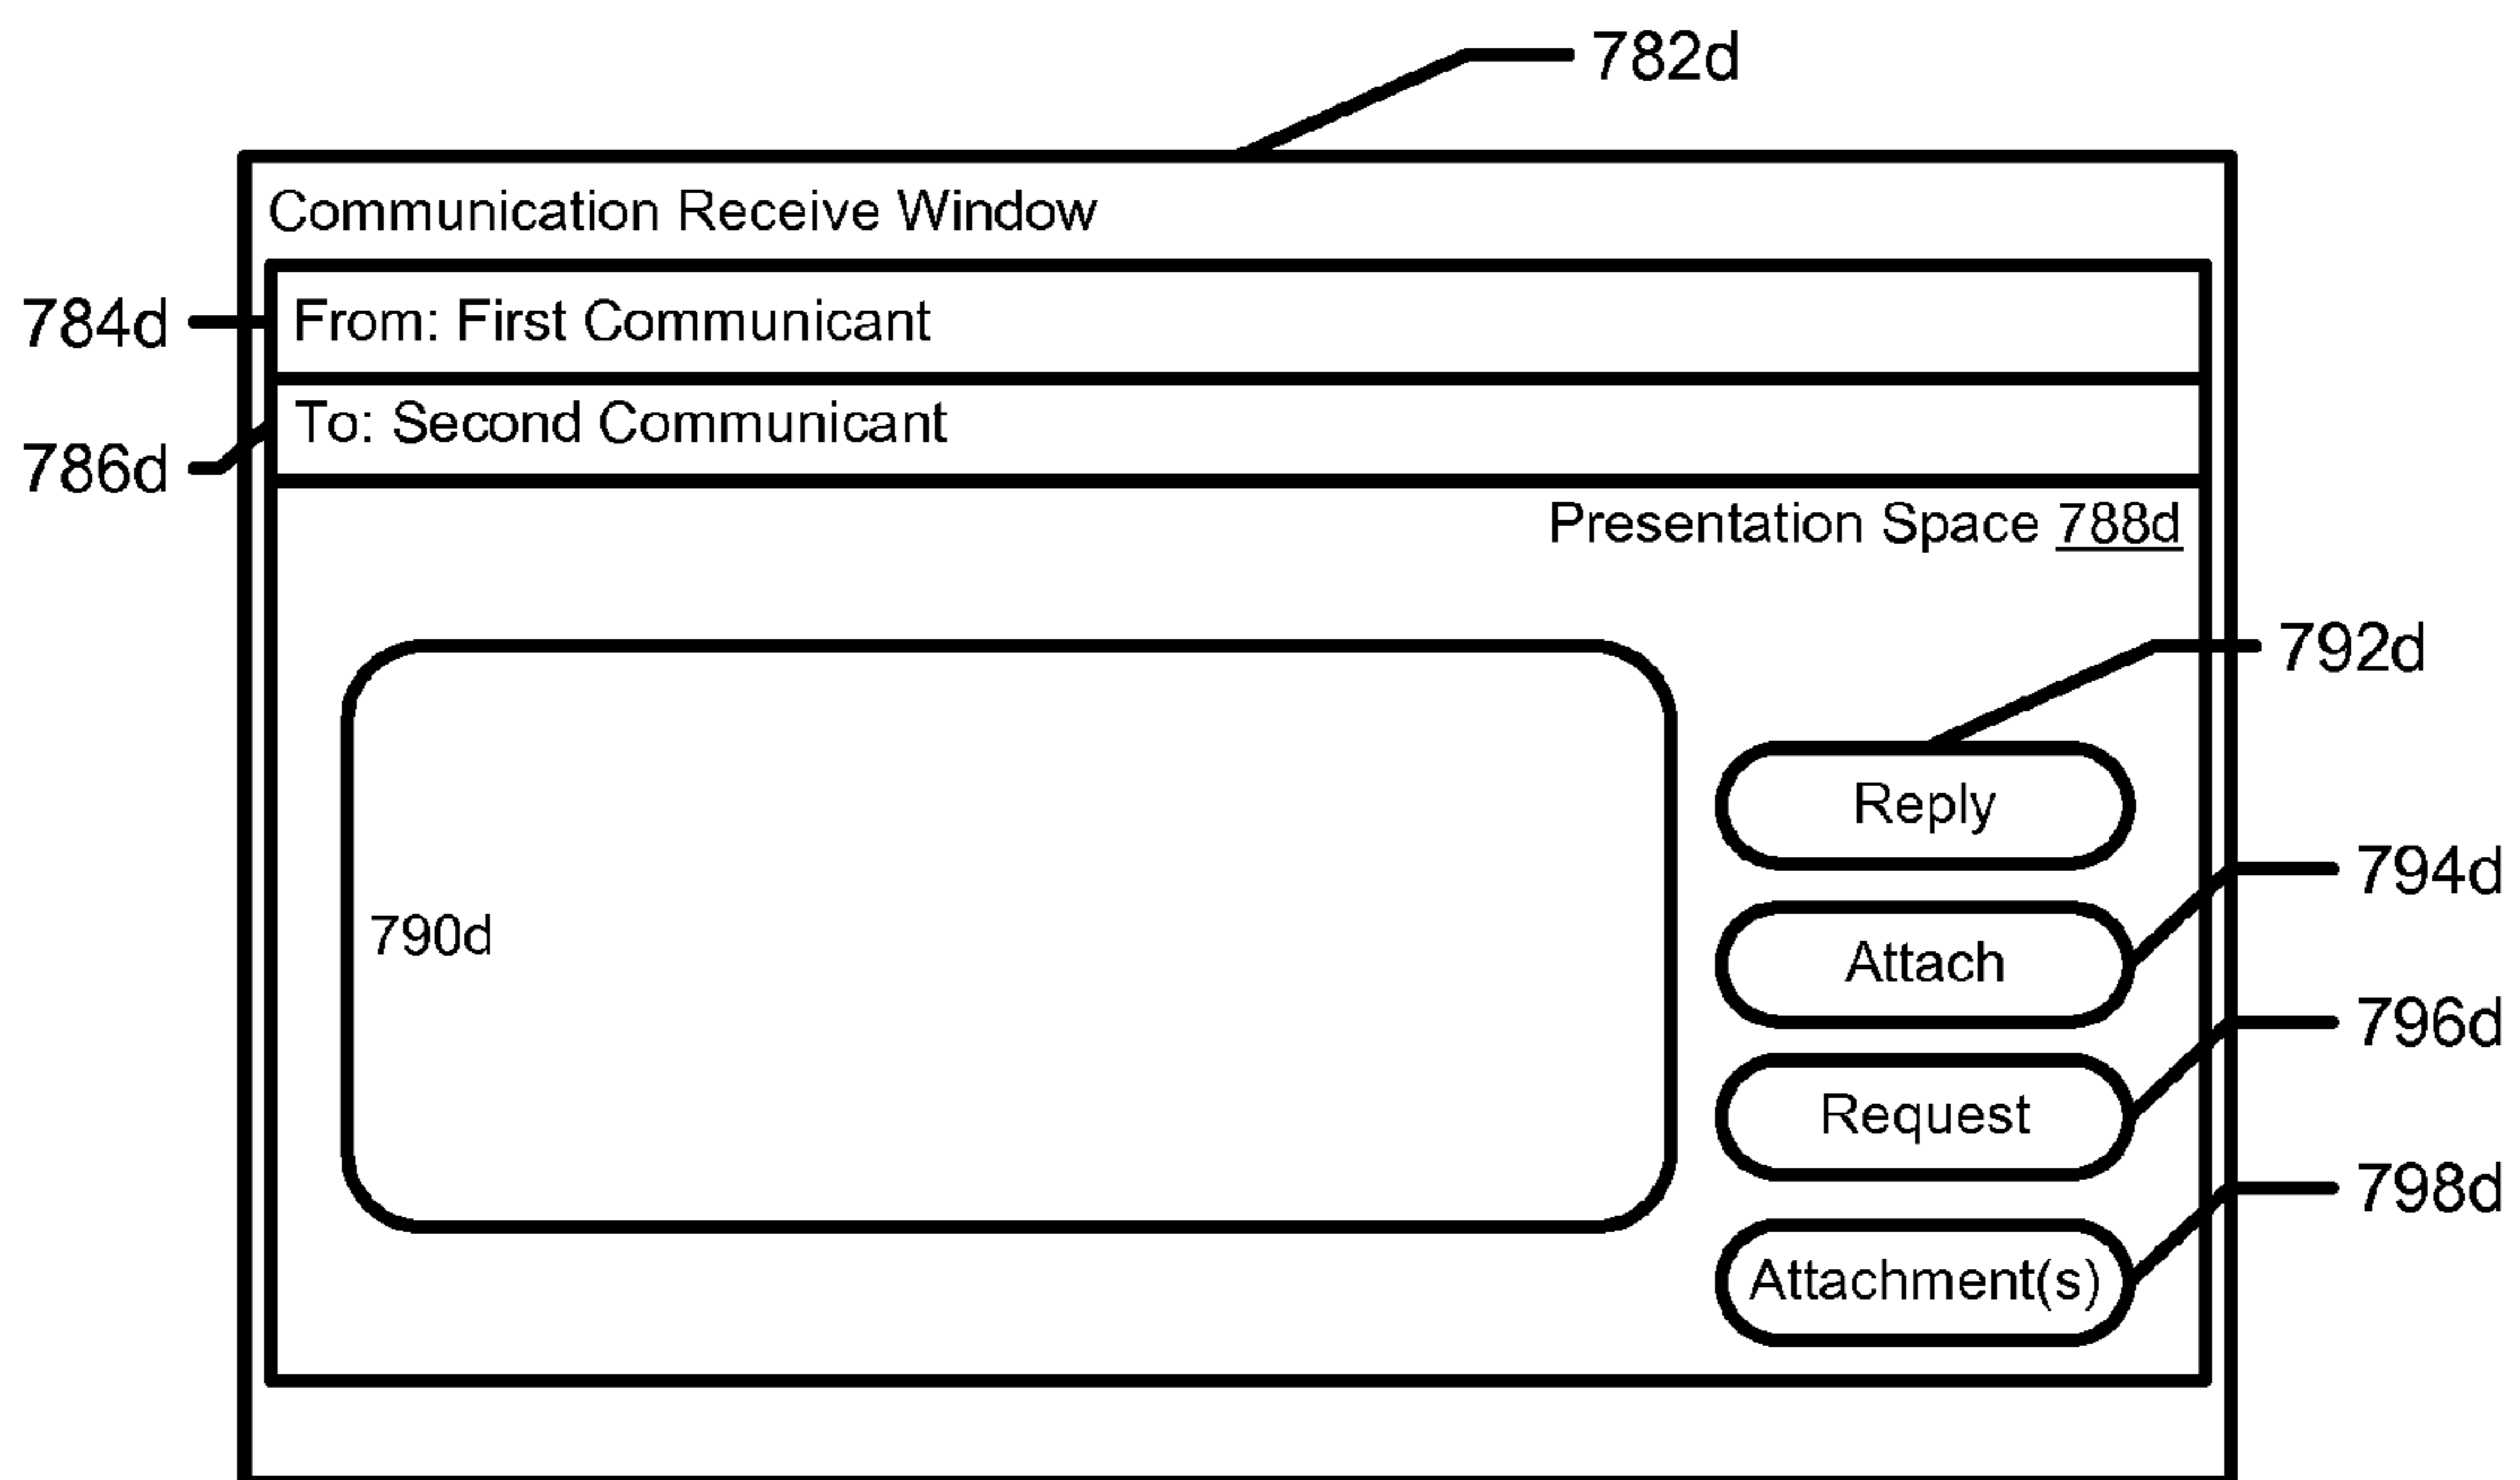 782d
Communication Receive Window
784d
From: First Communicant
To: Second Communicant
786d
Presentation Space 788d
792d
Reply
794d
790d
Attach
796d
Request
798d
Attachment(s)